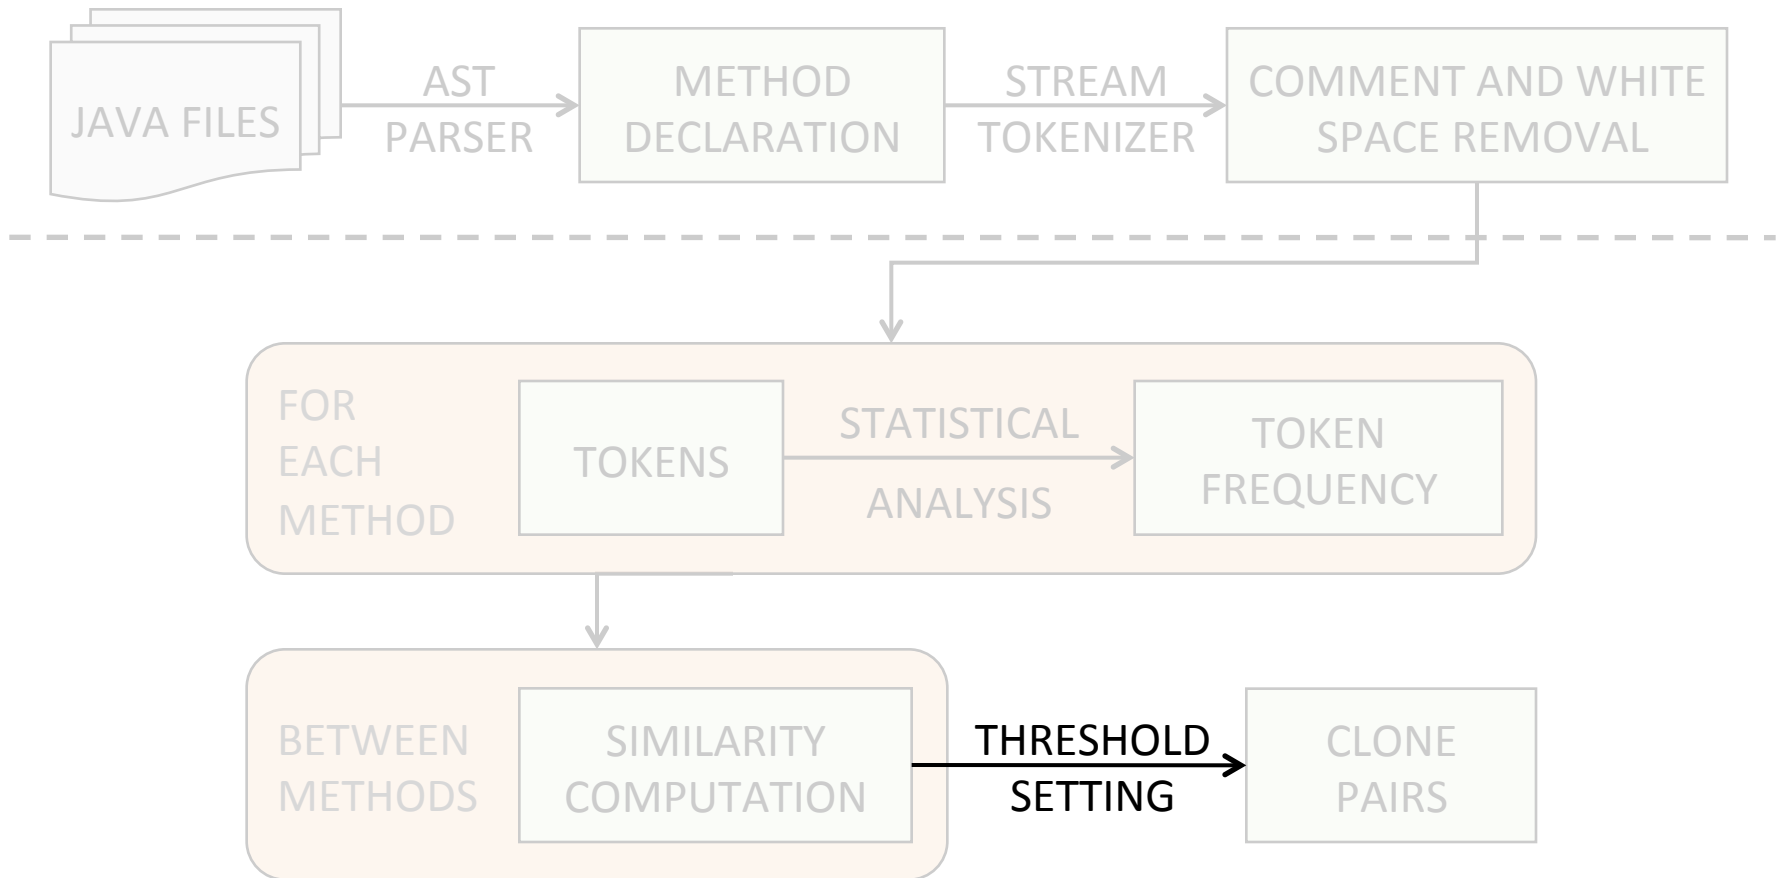 JAVA FILES
AST
PARSER
METHOD
DECLARATION
STREAM
TOKENIZER
COMMENT AND WHITE
SPACE REMOVAL
FOR
EACH
METHOD
TOKENS
STATISTICAL
ANALYSIS
TOKEN
FREQUENCY
BETWEEN
METHODS
SIMILARITY
COMPUTATION
THRESHOLD
SETTING
CLONE
PAIRS